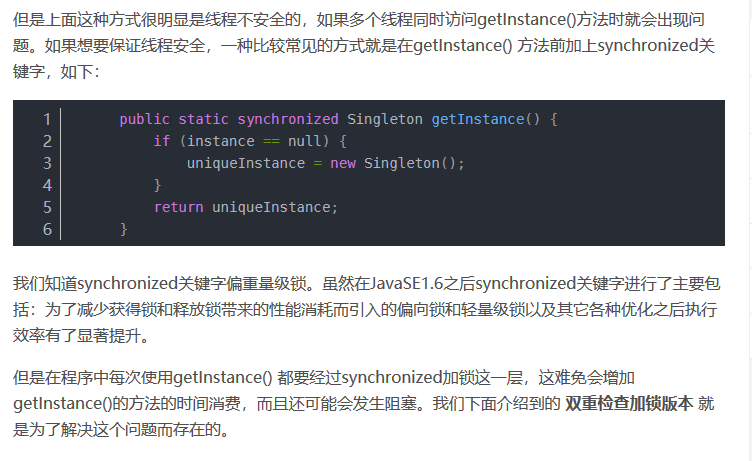 但是上面这种方式很明显是线程不安全的，如果多个线程同时访问getInstance()方法时就会出现问
题。如果想要保证线程安全，一种比较常见的方式就是在getInstance() 方法前加上synchronized关
键字，如下：
1 public static synchronized Singleton getInstance() {
2 if (instance == null) {
3 uniqueInstance = new Singleton();
4 }
5 return uniqueInstance;
6 }
我们知道synchronized关键字偏重量级锁。虽然在JavaSE1.6之后synchronized关键字进行了主要包
括：为了减少获得锁和释放锁带来的性能消耗而引入的偏向锁和轻量级锁以及其它各种优化之后执行
效率有了显著提升。
但是在程序中每次使用getInstance() 都要经过synchronized加锁这一层，这难免会增加
getInstance()的方法的时间消费，而且还可能会发生阻塞。我们下面介绍到的 双重检查加锁版本 就
是为了解决这个问题而存在的。